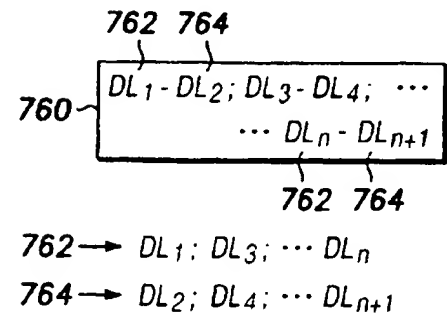 762 764
760 DL1 - DL2; DL3 - DL4; ...
... DLn - DLn+1
762 764
762 → DL1; DL3; ... DLn
764 → DL2; DL4; ... DLn+1